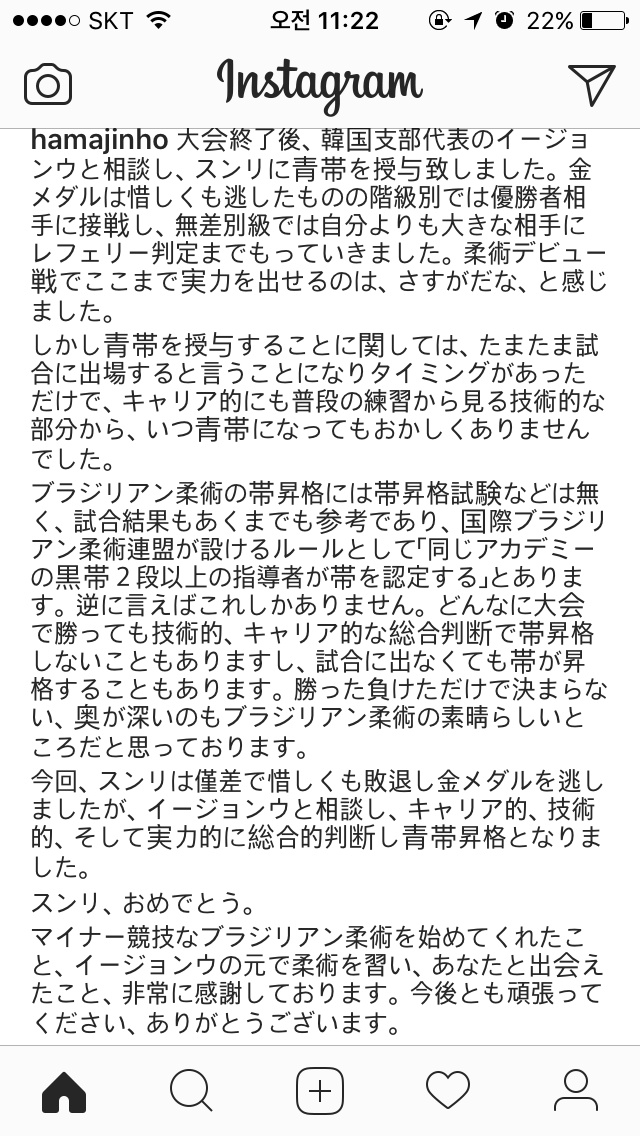 SKT 오전 11:22 22%
Instagram
hamajinho 大会終了後、韓国支部代表のイージョ
ンウと相談し、スンリに青帯を授与致しました。金
メダルは惜しくも逃したものの階級別では優勝者相
手に接戦し、無差別級では自分よりも大きな相手に
レフェリー判定までもっていきました。柔術デビュー
戦でここまで実力を出せるのは、さすがだな、と感じ
ました。
しかし青帯を授与することに関しては、たまたま試
合に出場すると言うことになりタイミングがあった
だけで、キャリア的にも普段の練習から見る技術的な
部分から、いつ青帯になってもおかしくありません
でした。
ブラジリアン柔術の帯昇格には帯昇格試験などは無
く、試合結果もあくまでも参考であり、国際ブラジリ
アン柔術連盟が設けるルールとして｢同じアカデミー
の黒帯 2 段以上の指導者が帯を認定する｣とありま
す。逆に言えばこれしかありません。どんなに大会
で勝っても技術的、キャリア的な総合判断で帯昇格
しないこともありますし、試合に出なくても帯が昇
格することもあります。勝った負けただけで決まらな
い、奥が深いのもブラジリアン柔術の素晴らしいと
ころだと思っております。
今回、スンリは僅差で惜しくも敗退し金メダルを逃し
ましたが、イージョンウと相談し、キャリア的、技術
的、そして実力的に総合的判断し青帯昇格となりま
した。
スンリ、おめでとう。
マイナー競技なブラジリアン柔術を始めてくれたこ
と、イージョンウの元で柔術を習い、あなたと出会え
たこと、非常に感謝しております。今後とも頑張って
ください、ありがとうございます。